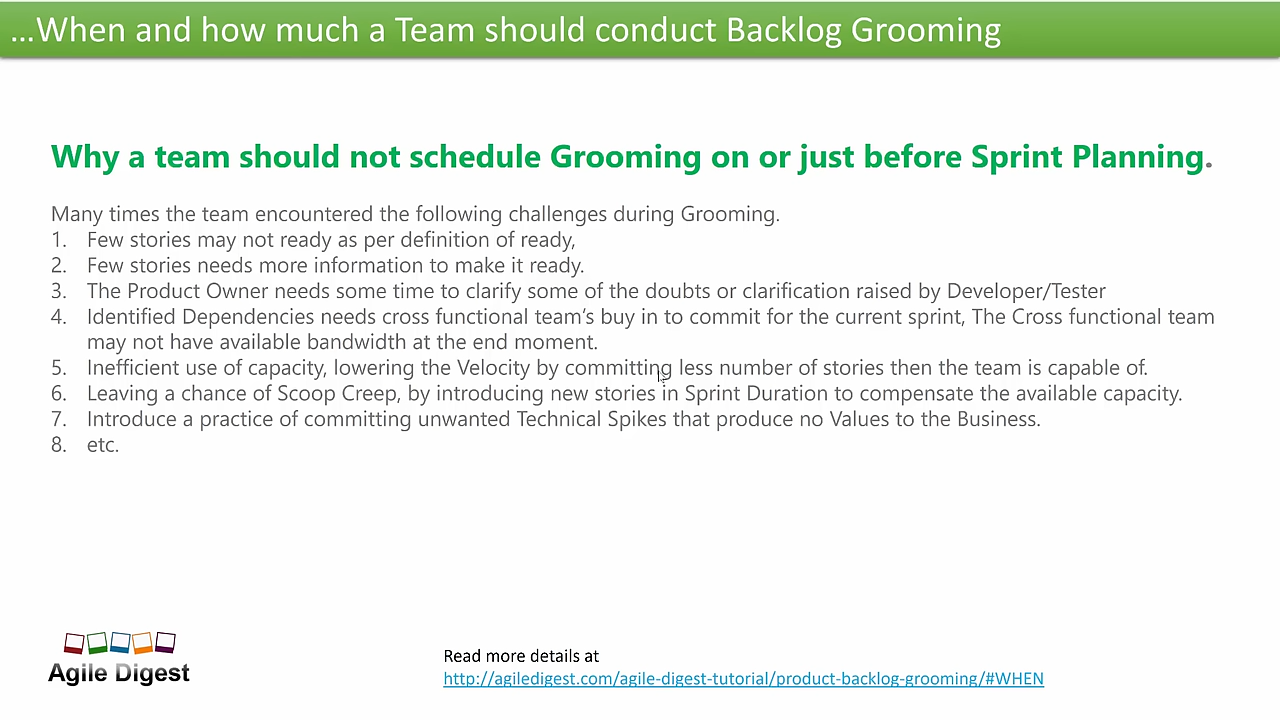 ...When and how much a Team should conduct Backlog Grooming
Why a team should not schedule Grooming on or just before Sprint Planning.
Many times the team encountered the following challenges during Grooming.
1. Few stories may not ready as per definition of ready,
2. Few stories needs more information to make it ready.
3. The Product Owner needs some time to clarify some of the doubts or clarification raised by Developer/Tester
4. Identified Dependencies needs cross functional team's buy in to commit for the current sprint, The Cross functional team
may not have available bandwidth at the end moment.
5. Inefficient use of capacity, lowering the Velocity by committing less number of stories then the team is capable of.
6. Leaving a chance of Scoop Creep, by introducing new stories in Sprint Duration to compensate the available capacity.
7. Introduce a practice of committing unwanted Technical Spikes that produce no Values to the Business.
8. etc.
Agile Digest
Read more details at
http://agiledigest.com/agile-digest-tutorial/product-backlog-grooming/#WHEN